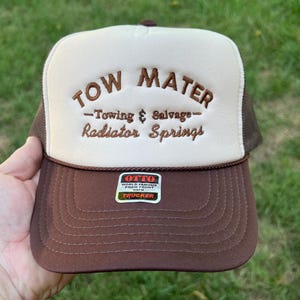 TOW MATER
—Towing & Salvage—
Radiator Springs
OTTO
TRUCKER